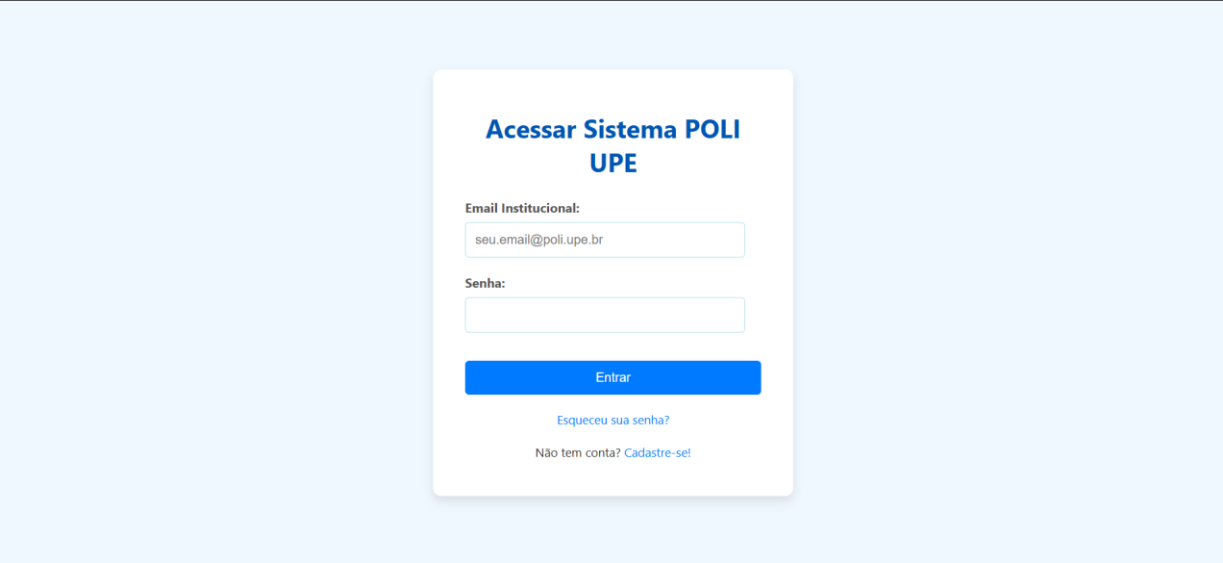 Acessar Sistema POLI
UPE
Email Institucional:
seu.email@poli.upe.br
Senha:
Entrar
Esqueceu sua senha?
Não tem conta? Cadastre-se!